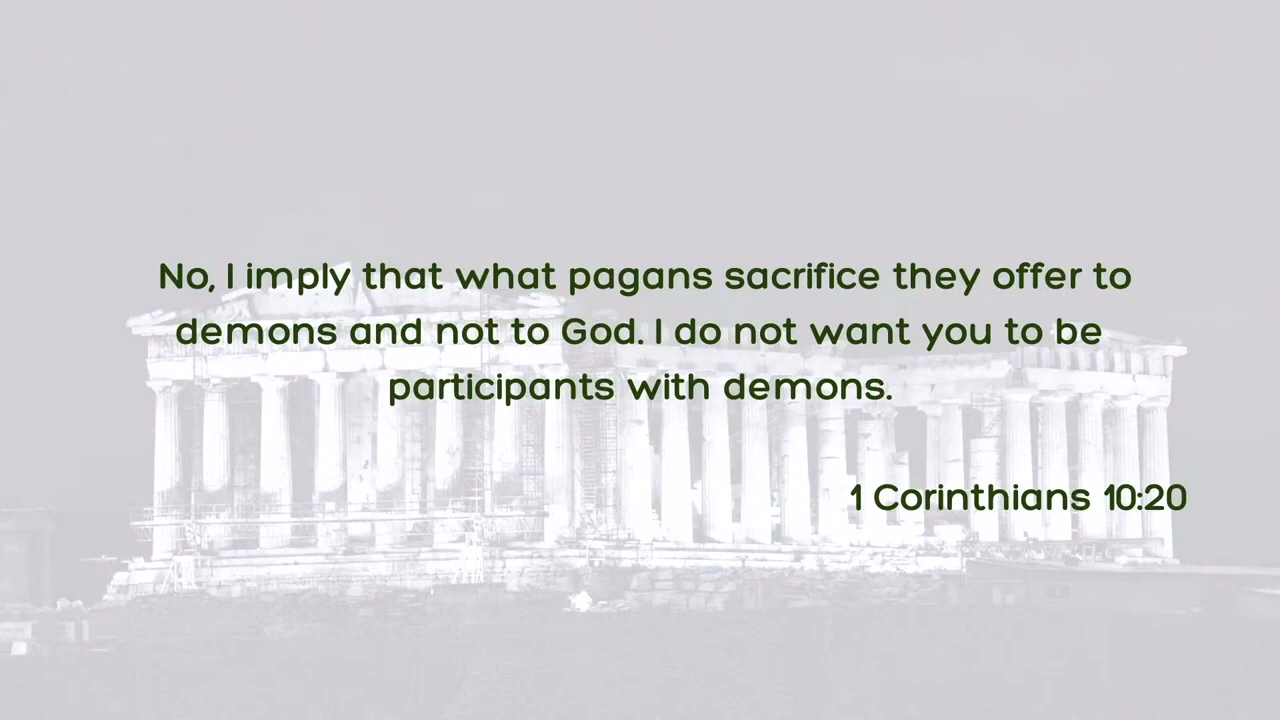 No, I imply that what pagans sacrifice they offer to
demons and not to God. I do not want you to be
participants with demons.
1 Corinthians 10:20